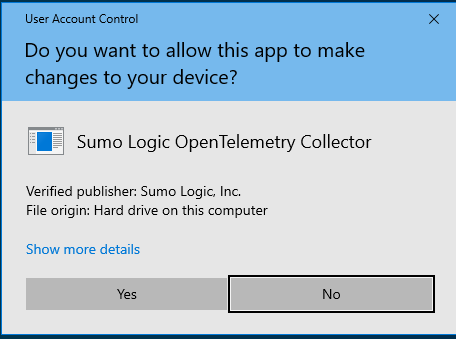 User Account Control
Do you want to allow this app to make
changes to your device?
Sumo Logic OpenTelemetry Collector
Verified publisher: Sumo Logic, Inc.
File origin: Hard drive on this computer
Show more details
Yes
No